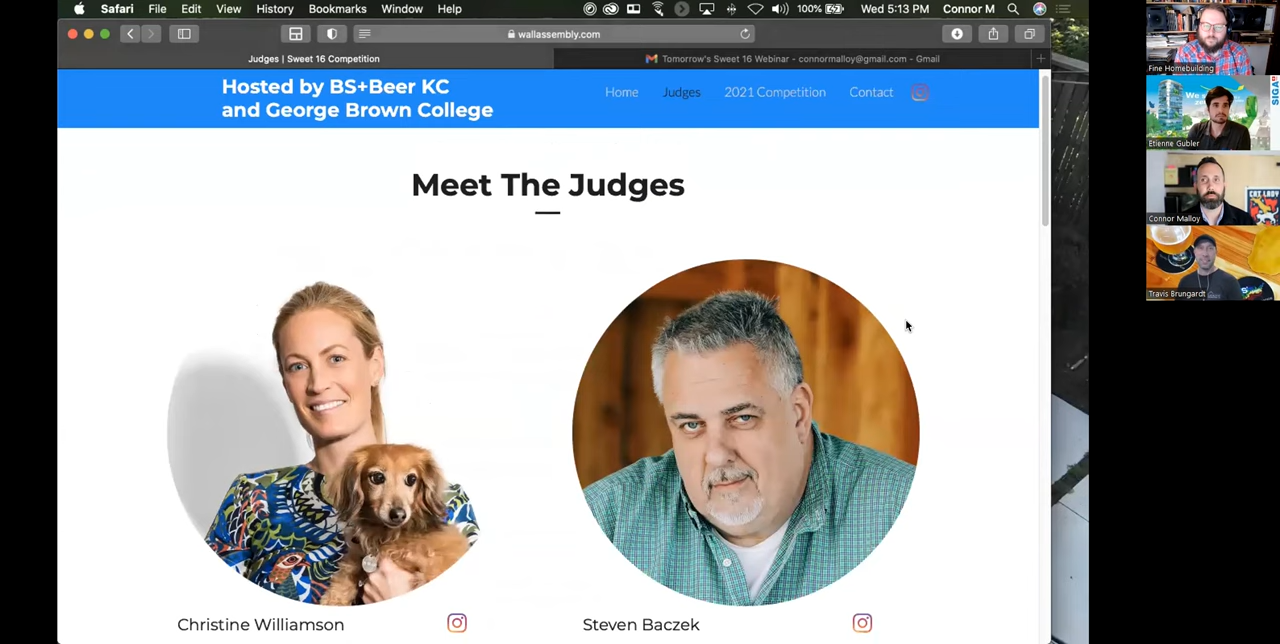 Safari File Edit View History Bookmarks Window Help 100% Wed 5:13 PM Connor M
wallassembly.com
Judges | Sweet 16 Competition
Tomorrow's Sweet 16 Webinar - connormalloy@gmail.com - Gmail
Hosted by BS+Beer KC
and George Brown College
Home Judges 2021 Competition Contact
Meet The Judges
Christine Williamson
Steven Baczek
Fine Homebuilding
SIGA
Etienne Gubler
CAT LADY
Connor Malloy
Travis Brungardt